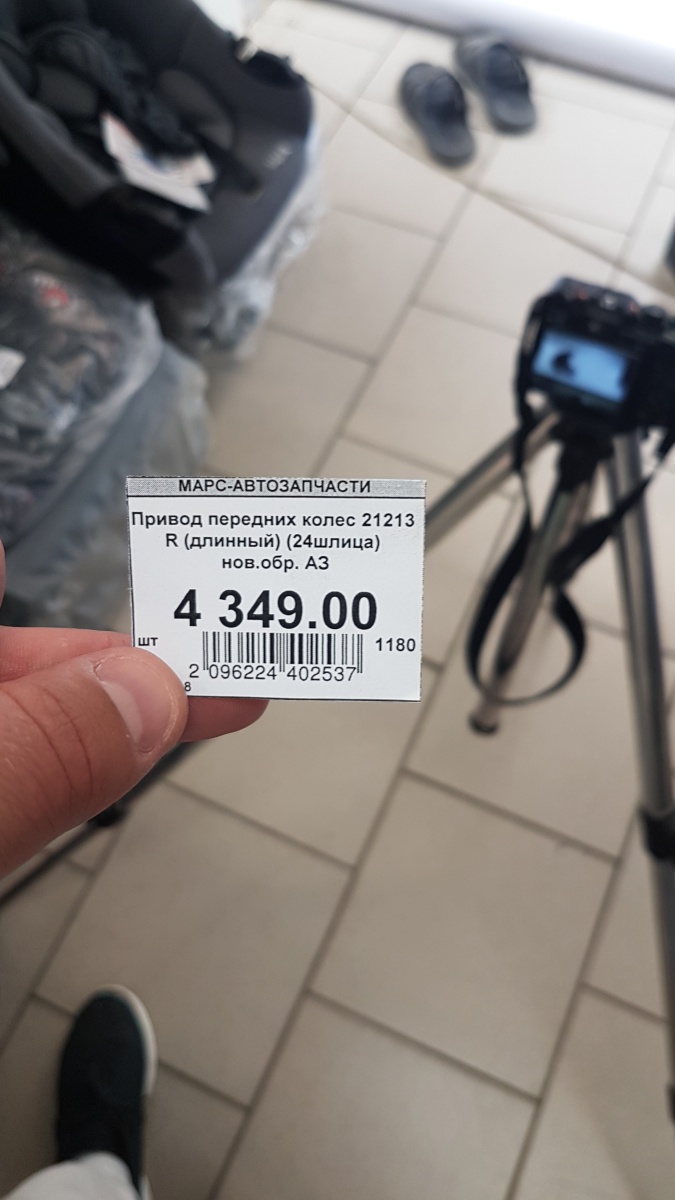 МАРС-АВТОЗАПЧАСТИ
Привод передних колес 21213
R (длинный) (24шлица)
нов.обр. АЗ
4 349.00
шт
1180
2 096224 402537
8